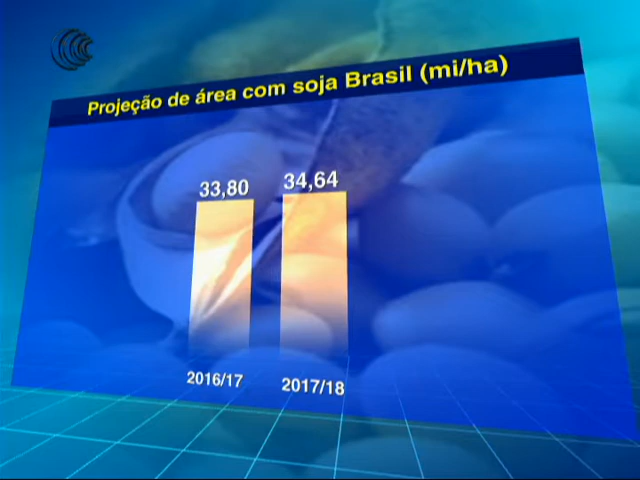 Projeção de área com soja Brasil (mi/ha)
33,80 34,64
2016/17 2017/18